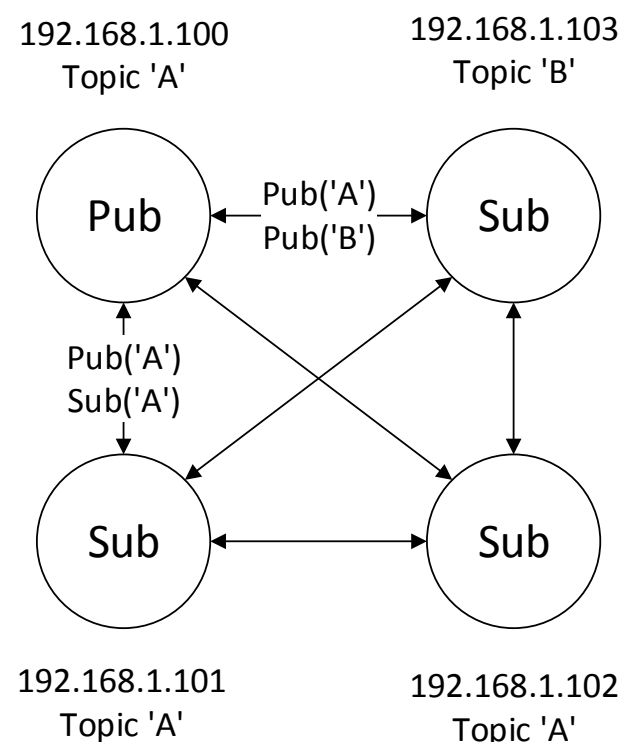 192.168.1.100
Topic 'A'
192.168.1.103
Topic 'B'
Pub
Pub('A')
Pub('B')
Sub
Pub('A')
Sub('A')
Sub
Sub
192.168.1.101
Topic 'A'
192.168.1.102
Topic 'A'